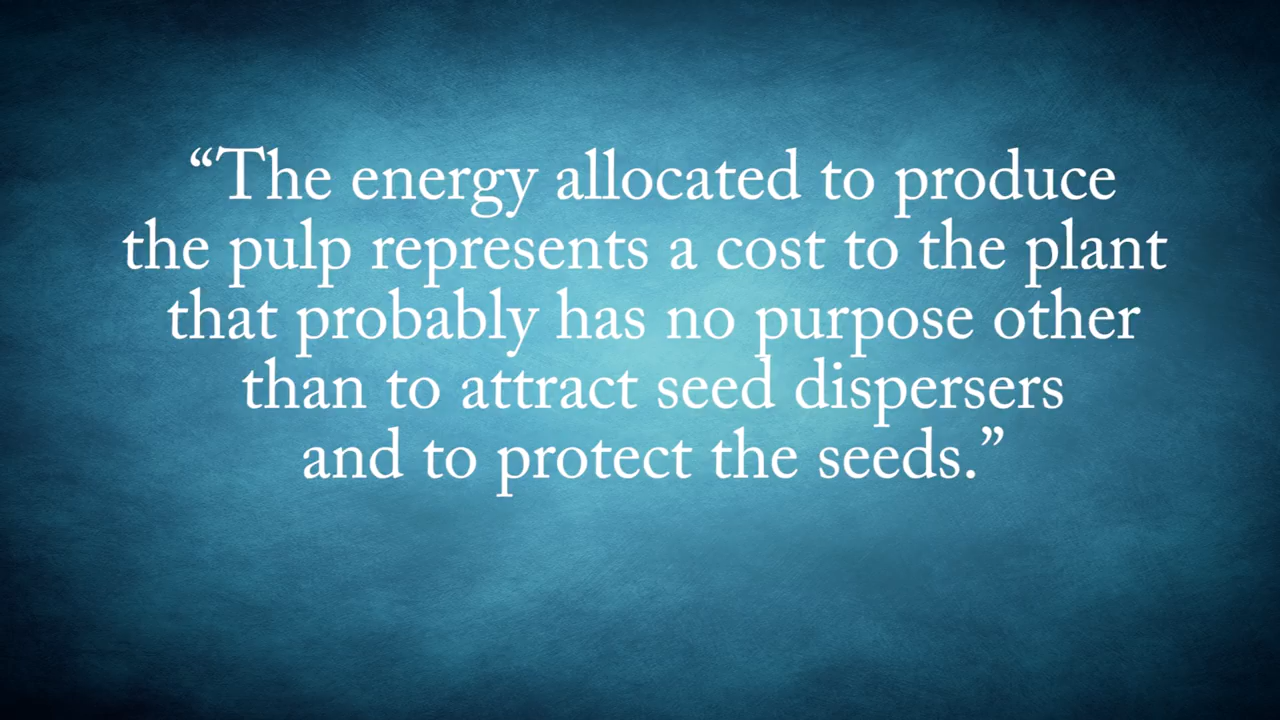 “The energy allocated to produce
the pulp represents a cost to the plant
that probably has no purpose other
than to attract seed dispersers
and to protect the seeds.”